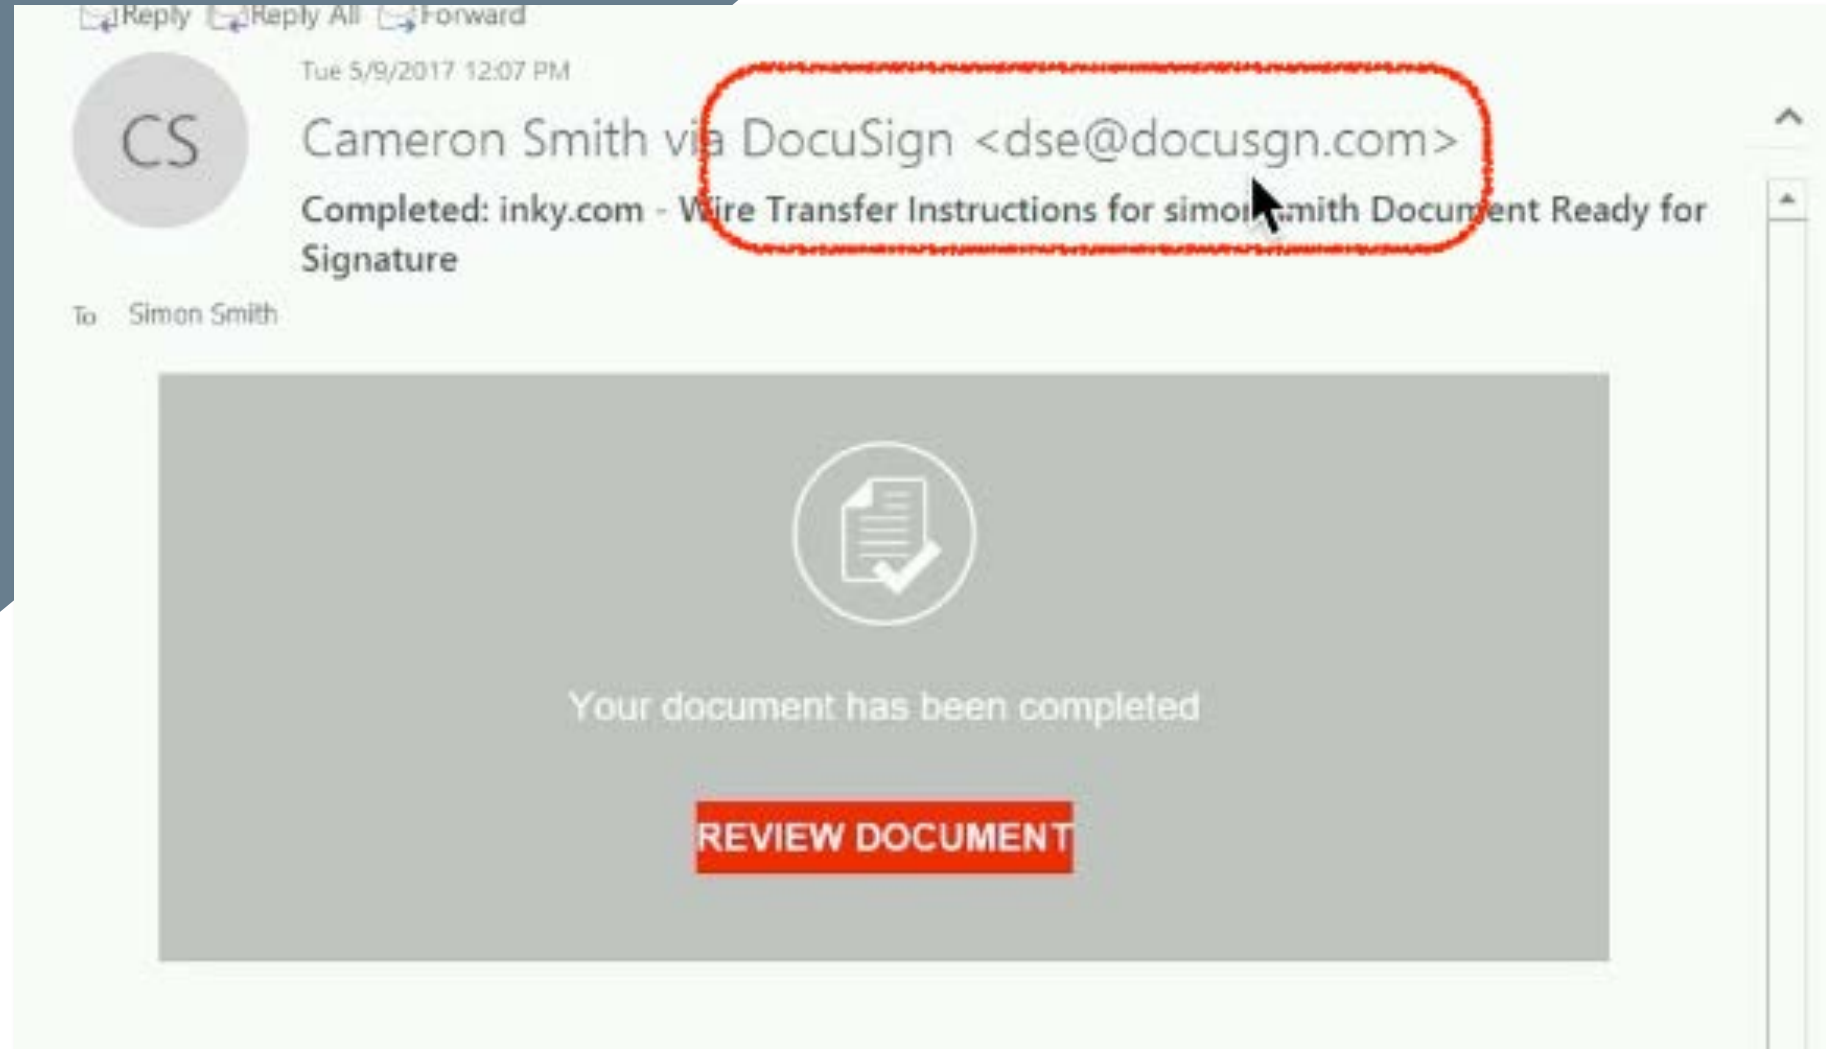 Reply Reply All Forward
Tue 5/9/2017 12:07 PM
CS
Cameron Smith via DocuSign <dse@docusgn.com>
Completed: inky.com - Wire Transfer Instructions for simon smith Document Ready for
Signature
To Simon Smith
Your document has been completed
REVIEW DOCUMENT